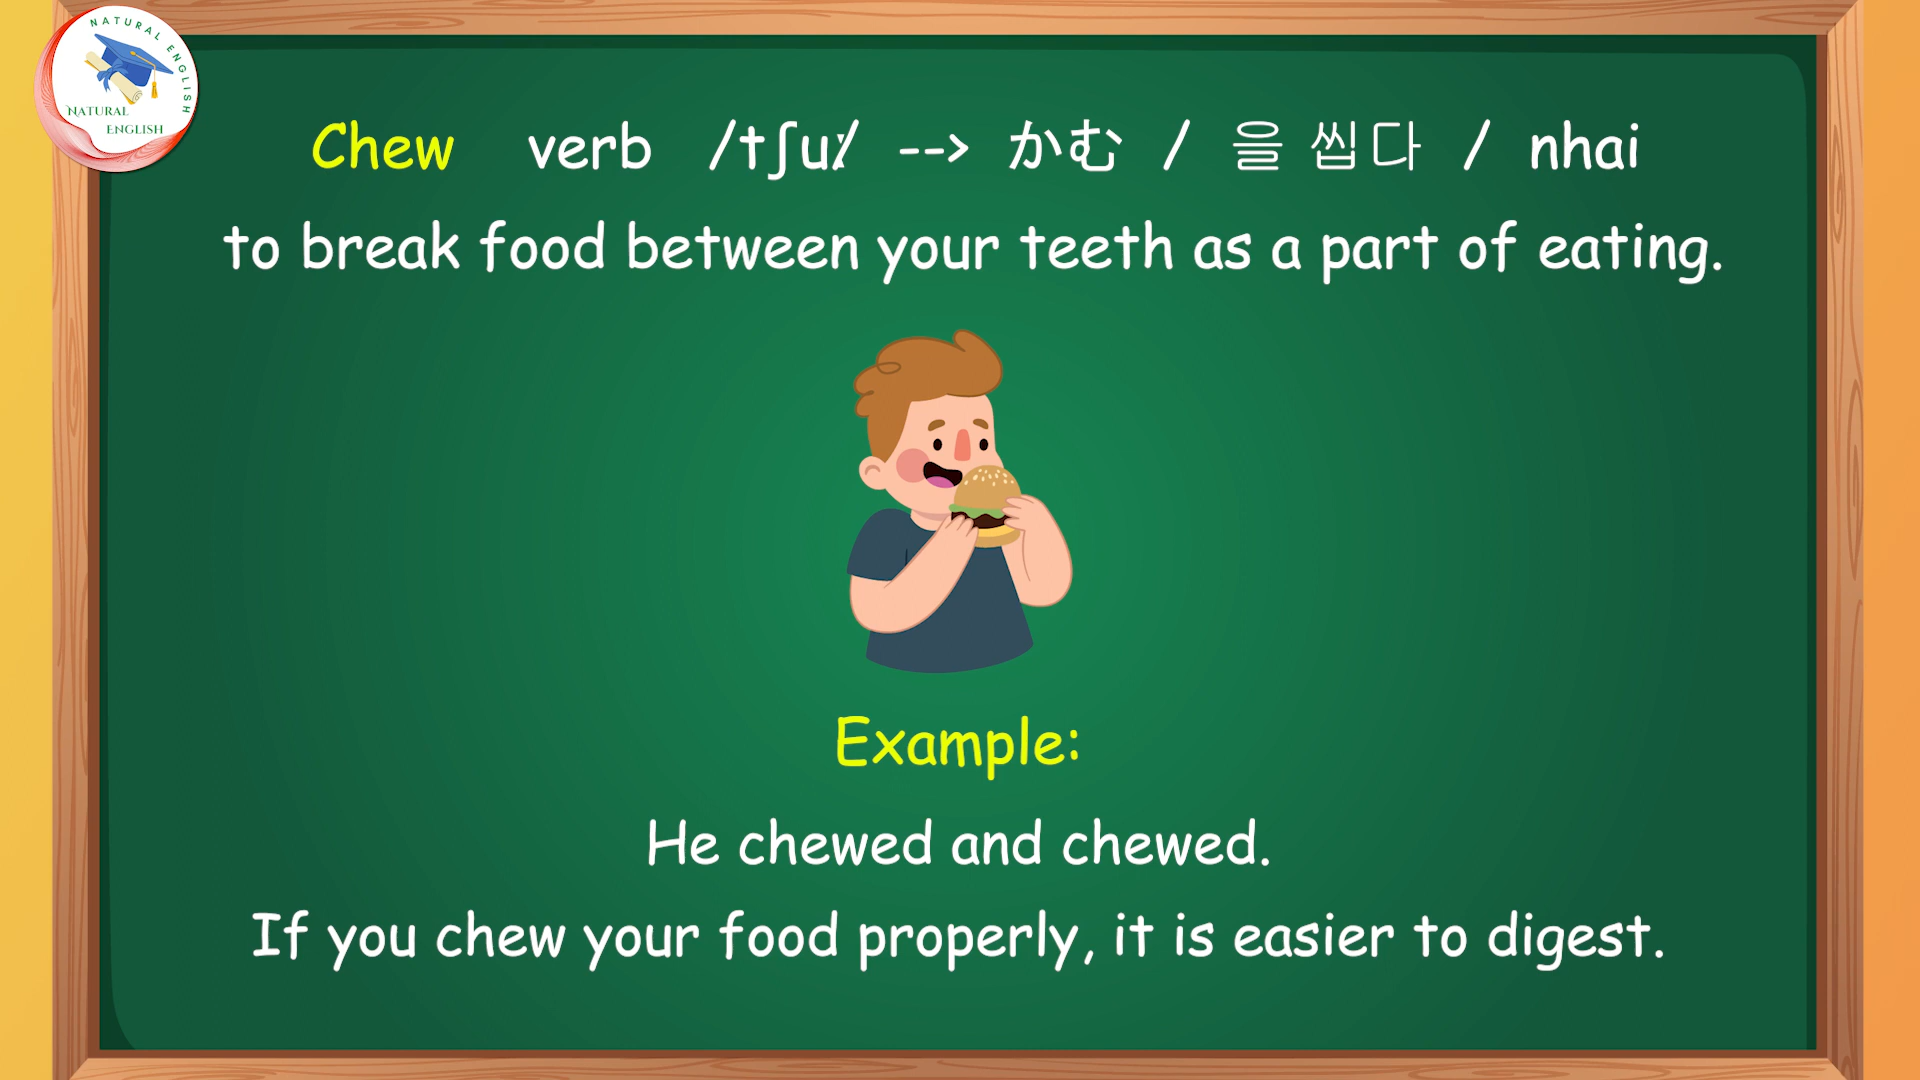 NATURAL ENGLISH
NATURAL
ENGLISH
Chew verb /tʃuː/ --> かむ / 을 씹다 / nhai
to break food between your teeth as a part of eating.
Example:
He chewed and chewed.
If you chew your food properly, it is easier to digest.